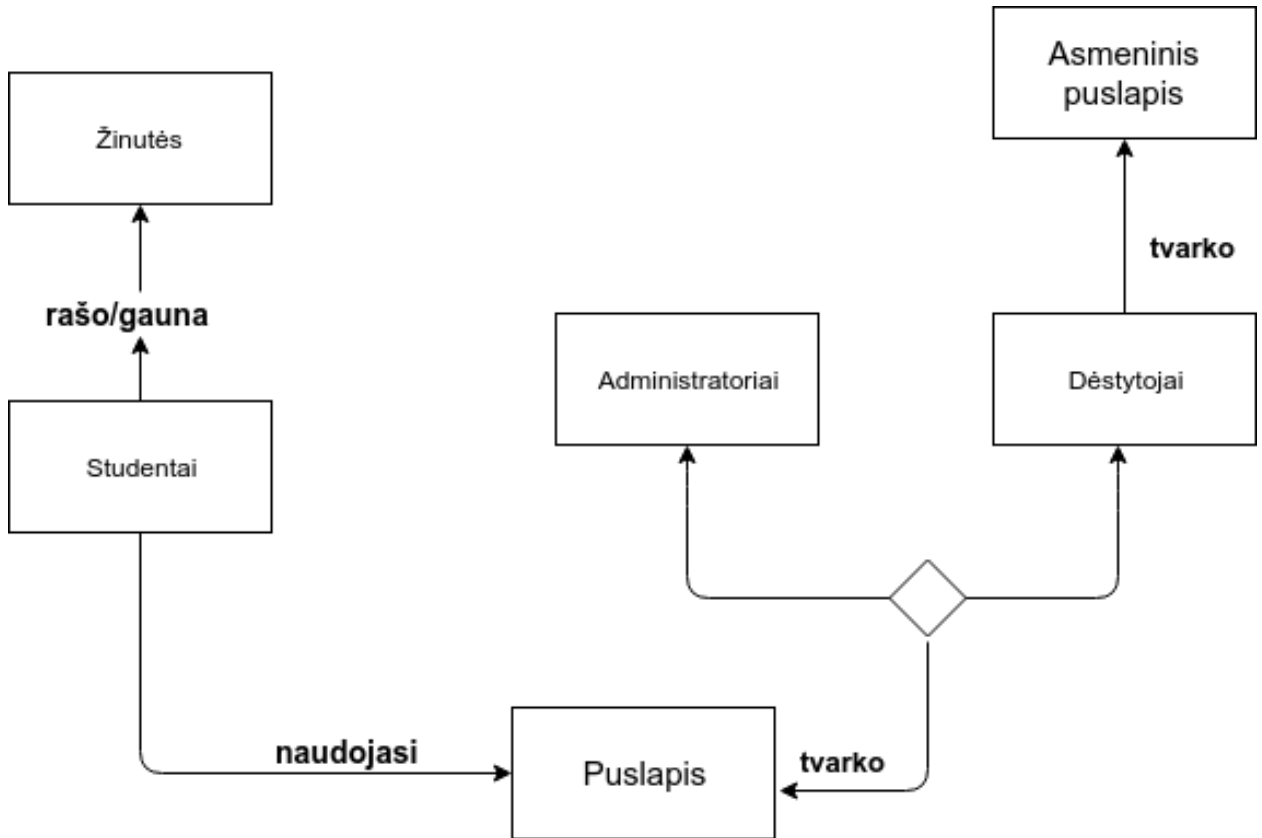 Asmeninis
puslapis
Žinutės
tvarko
rašo/gauna
Administratoriai
Dėstytojai
Studentai
naudojasi
Puslapis
tvarko